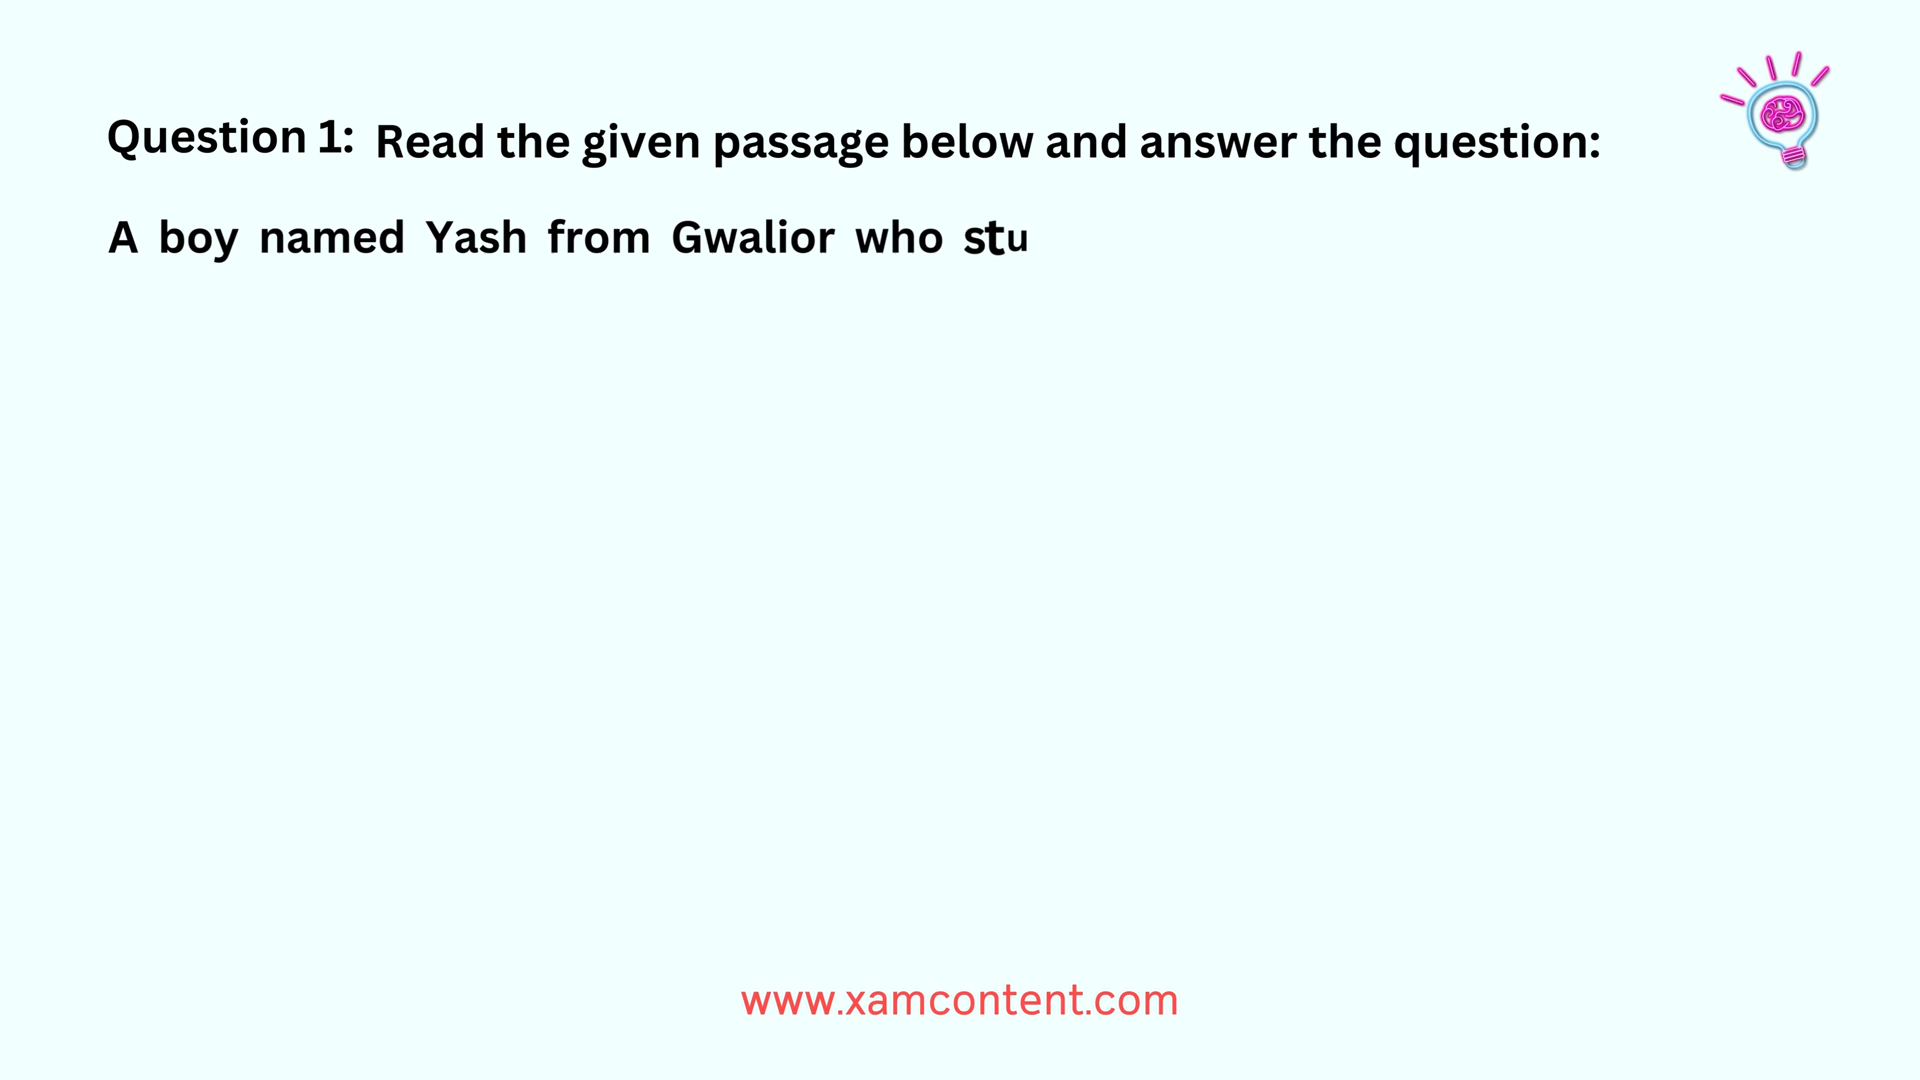 Question 1: Read the given passage below and answer the question:
A boy named Yash from Gwalior who stu
www.xamcontent.com